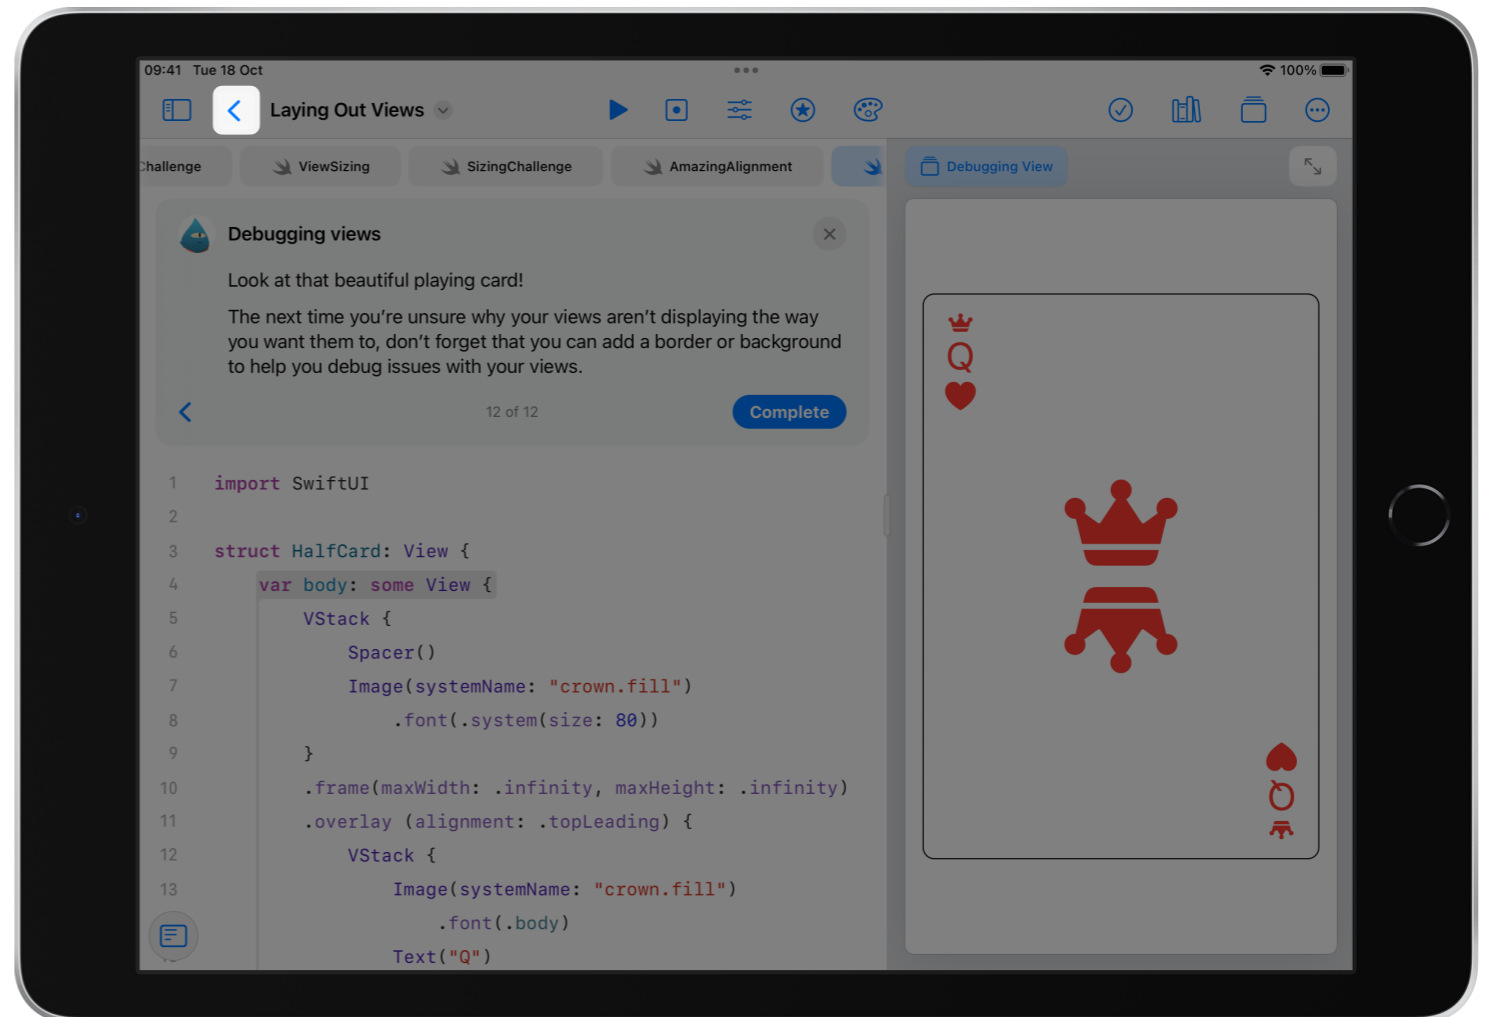 09:41 Tue 18 Oct
100%
Laying Out Views
Challenge
ViewSizing
SizingChallenge
AmazingAlignment
Debugging View
Debugging views
Look at that beautiful playing card!
The next time you’re unsure why your views aren’t displaying the way
you want them to, don’t forget that you can add a border or background
to help you debug issues with your views.
12 of 12
Complete
1 import SwiftUI
2
3 struct HalfCard: View {
4 var body: some View {
5 VStack {
6 Spacer()
7 Image(systemName: "crown.fill")
8 .font(.system(size: 80))
9 }
10 .frame(maxWidth: .infinity, maxHeight: .infinity)
11 .overlay (alignment: .topLeading) {
12 VStack {
13 Image(systemName: "crown.fill")
.font(.body)
Text("Q")
Q
Q